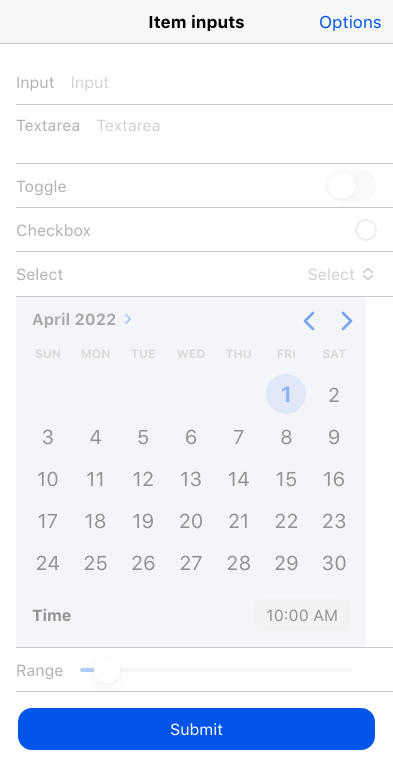 Item inputs Options
Input Input
Textarea Textarea
Toggle
Checkbox
Select Select
April 2022
SUN MON TUE WED THU FRI SAT
1 2
3 4 5 6 7 8 9
10 11 12 13 14 15 16
17 18 19 20 21 22 23
24 25 26 27 28 29 30
Time 10:00 AM
Range
Submit